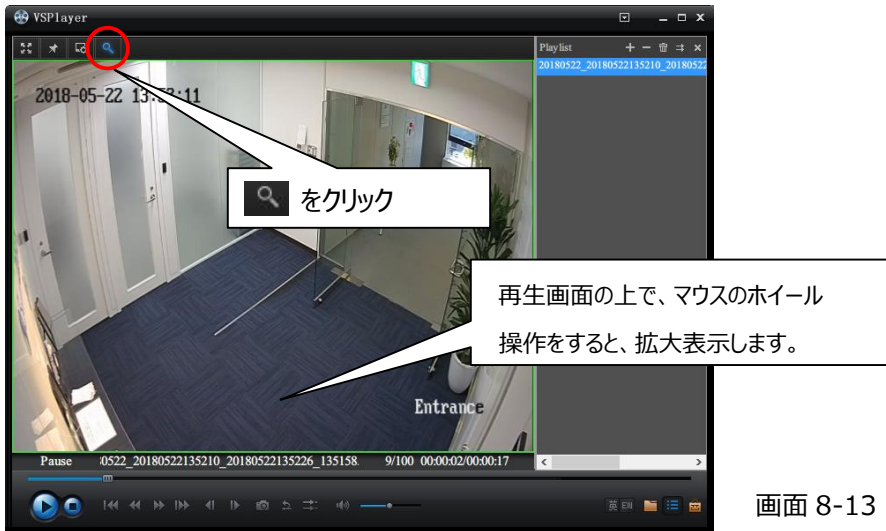 VSPlayer
Playlist
20180522_20180522135210_2018052
2018-05-22 13:53:11
をクリック
再生画面の上で、マウスのホイール
操作をすると、拡大表示します。
Entrance
Pause 0522_20180522135210_20180522135226_135158. 9/100 00:00:02/00:00:17
英 EN
画面 8-13